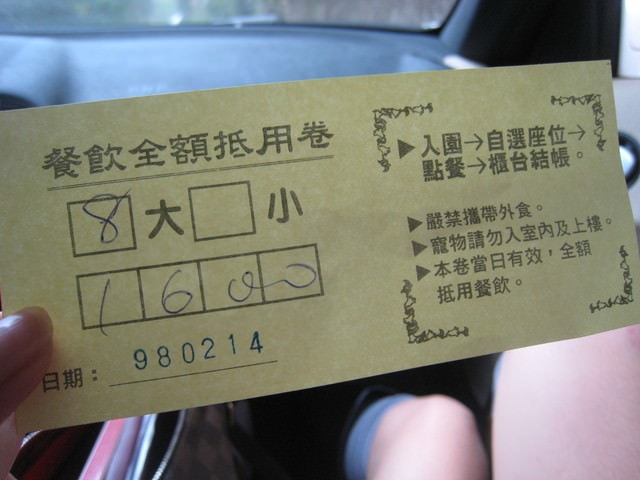 餐飲全額抵用卷
8 大 小
1600
日期：980214
▶入園→自選座位→
點餐→櫃台結帳。
▶嚴禁攜帶外食。
▶寵物請勿入室內及上樓。
▶本卷當日有效，全額
抵用餐飲。